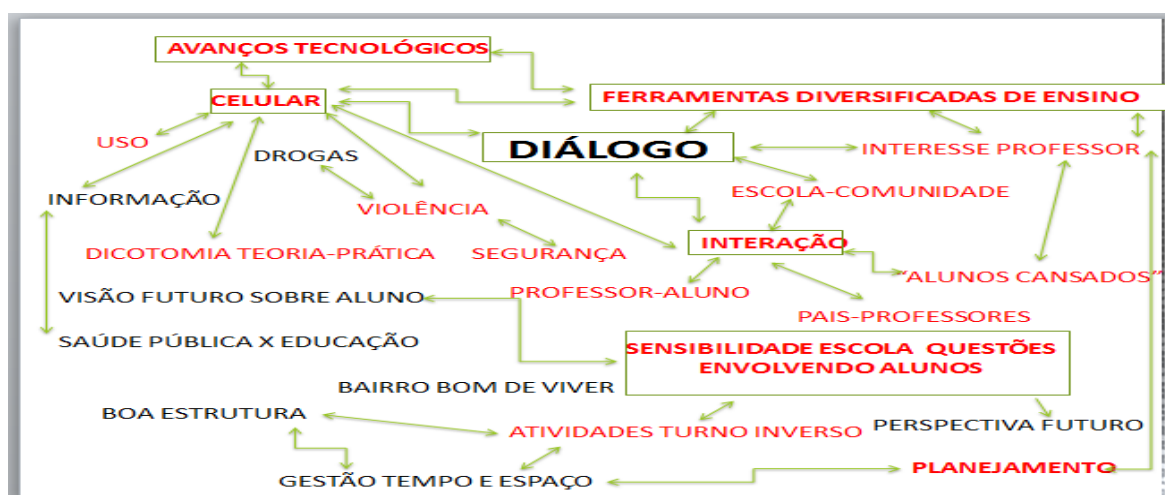 AVANÇOS TECNOLÓGICOS
CELULAR
FERRAMENTAS DIVERSIFICADAS DE ENSINO
USO
DROGAS
DIÁLOGO
INTERESSE PROFESSOR
INFORMAÇÃO
VIOLÊNCIA
ESCOLA-COMUNIDADE
DICOTOMIA TEORIA-PRÁTICA
SEGURANÇA
INTERAÇÃO
"ALUNOS CANSADOS"
VISÃO FUTURO SOBRE ALUNO
PROFESSOR-ALUNO
PAIS-PROFESSORES
SAÚDE PÚBLICA X EDUCAÇÃO
SENSIBILIDADE ESCOLA QUESTÕES
ENVOLVENDO ALUNOS
BAIRRO BOM DE VIVER
BOA ESTRUTURA
ATIVIDADES TURNO INVERSO
PERSPECTIVA FUTURO
GESTÃO TEMPO E ESPAÇO
PLANEJAMENTO